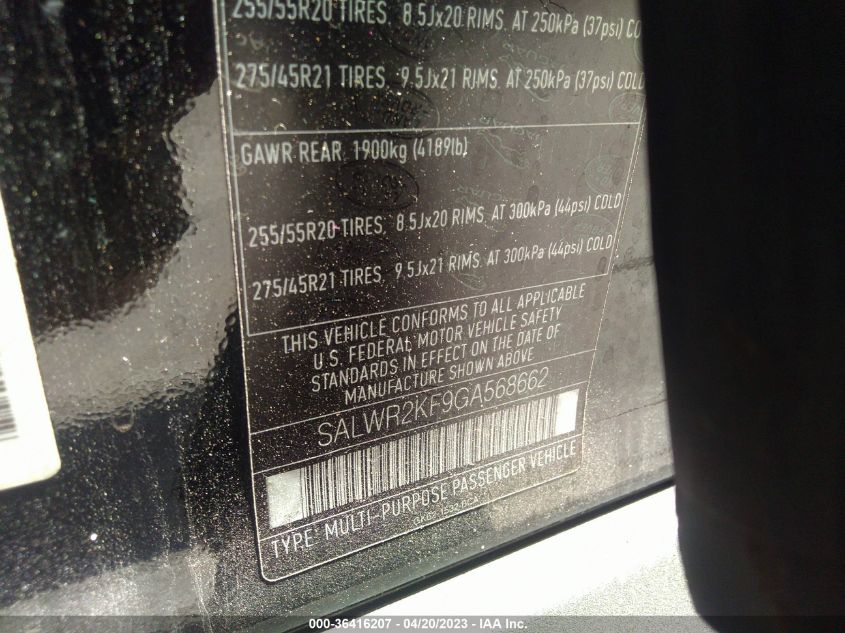 255/55R20 TIRES, 8.5Jx20 RIMS. AT 250kPa (37psi) CO
275/45R21 TIRES, 9.5Jx21 RIMS. AT 250kPa (37psi) COLD
GAWR REAR 1900kg (4189lb)
255/55R20 TIRES, 8.5Jx20 RIMS. AT 300kPa (44psi) COLD
275/45R21 TIRES, 9.5Jx21 RIMS. AT 300kPa (44psi) COLD
THIS VEHICLE CONFORMS TO ALL APPLICABLE
U.S. FEDERAL MOTOR VEHICLE SAFETY
STANDARDS IN EFFECT ON THE DATE OF
MANUFACTURE SHOWN ABOVE
SALWR2KF9GA568662
TYPE MULTI-PURPOSE PASSENGER VEHICLE
000-36416207 - 04/20/2023 - IAA Inc.